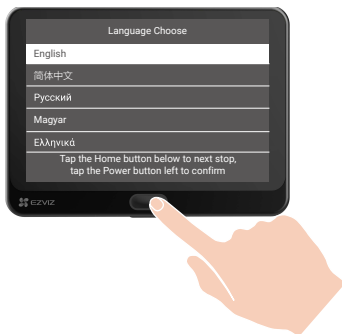 Language Choose
English
简体中文
Русский
Magyar
Ελληνικά
Tap the Home button below to next stop,
tap the Power button left to confirm
EZVIZ